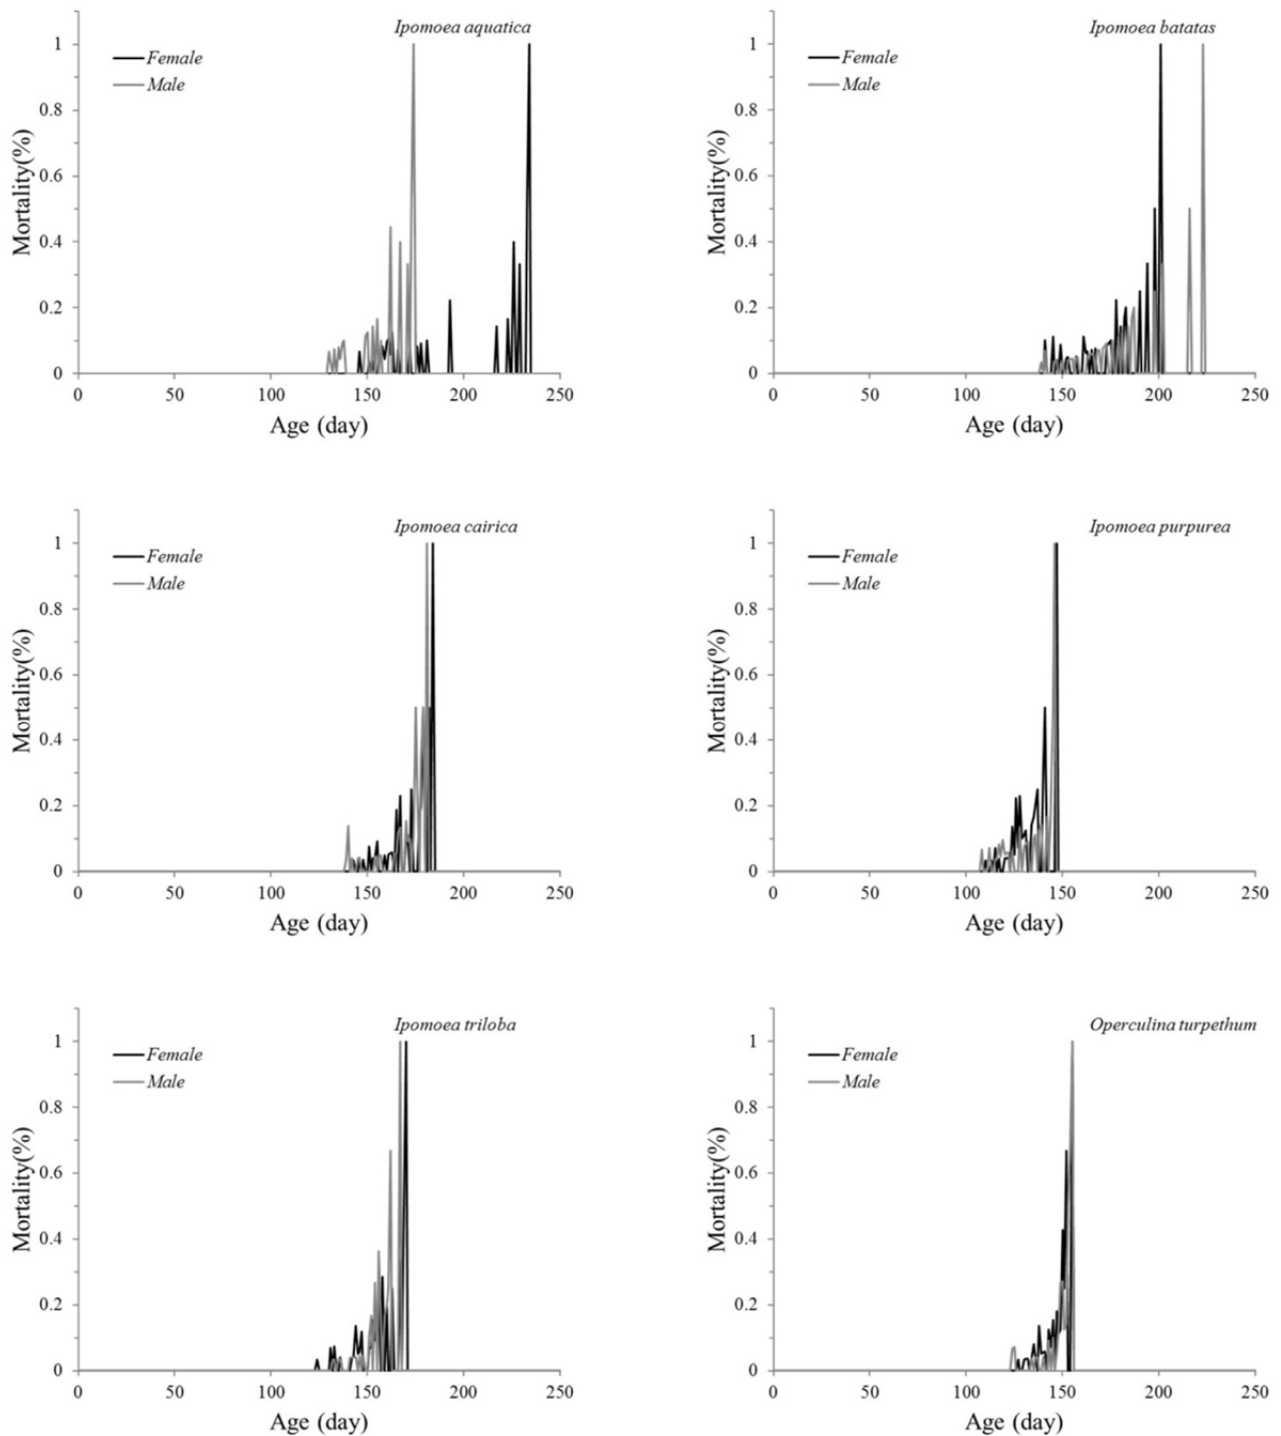 Ipomoea aquatica
Female
Male
Mortality(%)
1
0.8
0.6
0.4
0.2
0
0 50 100 150 200 250
Age (day)
Ipomoea batatas
Female
Male
Mortality(%)
1
0.8
0.6
0.4
0.2
0
0 50 100 150 200 250
Age (day)
Ipomoea cairica
Female
Male
Mortality(%)
1
0.8
0.6
0.4
0.2
0
0 50 100 150 200 250
Age (day)
Ipomoea purpurea
Female
Male
Mortality(%)
1
0.8
0.6
0.4
0.2
0
0 50 100 150 200 250
Age (day)
Ipomoea triloba
Female
Male
Mortality(%)
1
0.8
0.6
0.4
0.2
0
0 50 100 150 200 250
Age (day)
Operculina turpethum
Female
Male
Mortality(%)
1
0.8
0.6
0.4
0.2
0
0 50 100 150 200 250
Age (day)